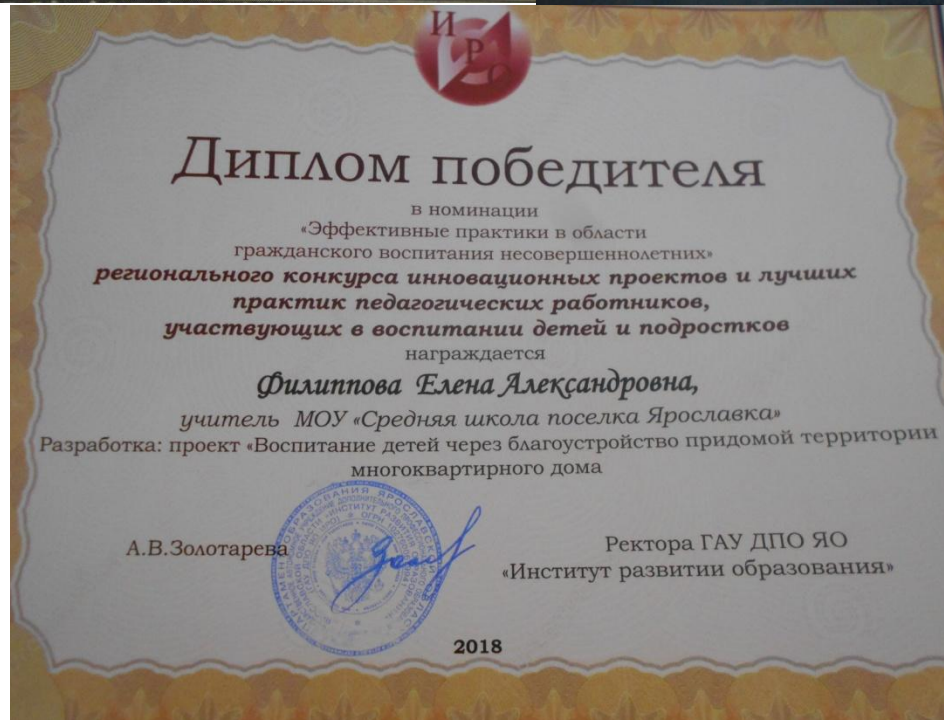 ИРО
Диплом победителя
в номинации
«Эффективные практики в области
гражданского воспитания несовершеннолетних»
регионального конкурса инновационных проектов и лучших
практик педагогических работников,
участвующих в воспитании детей и подростков
награждается
Филиппова Елена Александровна,
учитель МОУ «Средняя школа поселка Ярославка»
Разработка: проект «Воспитание детей через благоустройство придомой территории
многоквартирного дома
А.В.Золотарева
Ректора ГАУ ДПО ЯО
«Институт развитии образования»
2018